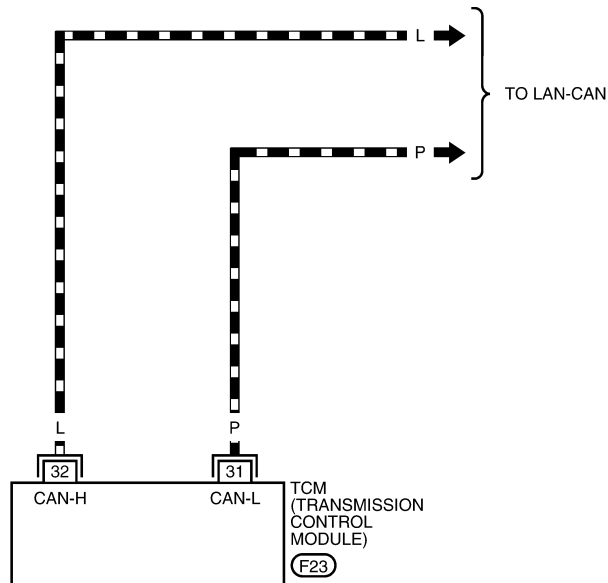 L
TO LAN-CAN
P
L
P
32
31
CAN-H
CAN-L
TCM
(TRANSMISSION
CONTROL
MODULE)
F23